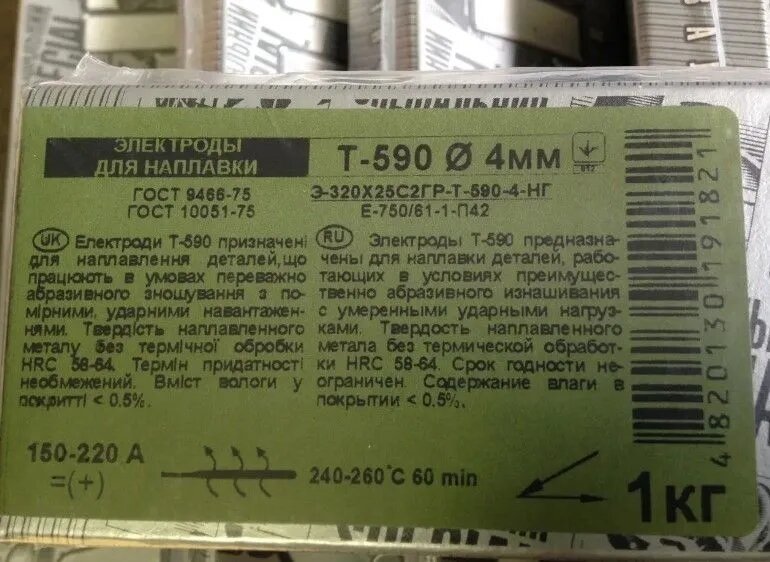 ЭЛЕКТРОДЫ
ДЛЯ НАПЛАВКИ
ГОСТ 9466-75
ГОСТ 10051-75
Т-590 Ø 4мм
Э-320Х25С2ГР-Т-590-4-НГ
Е-750/61-1-П42
UK Електроди Т-590 призначені
для наплавлення деталей,що
працюють в умовах переважно
абразивного зношування з по-
мірними, ударними навантажен-
нями. Твердість наплавленного
металу без термічної обробки
HRC 58-64. Термін придатності
необмежений. Вміст вологи у
покритті < 0.5%.
RU Электроды Т-590 предназна-
чены для наплавки деталей, рабо-
тающих в условиях преимущес-
твенно абразивного изнашивания
с умеренными ударными нагруз-
ками. Твердость наплавленного
метала без термической обработ-
ки HRC 58-64. Срок годности не-
ограничен. Содержание влаги в
покрытии < 0,5%.
150-220 А
=(+)
240-260°С 60 min
1кг
4820130191821